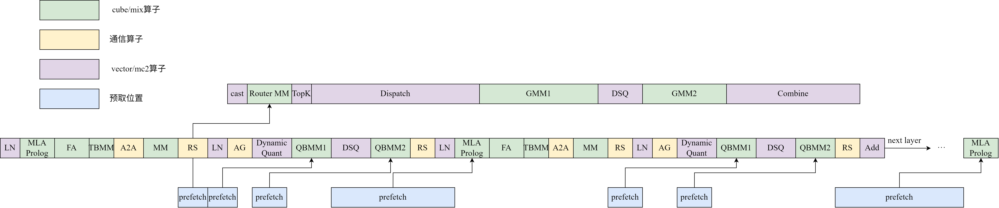 cube/mix算子
通信算子
vector/mc2算子
预取位置
cast Router MM TopK Dispatch GMM1 DSQ GMM2 Combine
LN
MLA
Prolog
FA
TBMM
A2A
MM
RS
LN
AG
Dynamic
Quant
QBMM1
DSQ
QBMM2
RS
LN
MLA
Prolog
FA
TBMM
A2A
MM
RS
LN
AG
Dynamic
Quant
QBMM1
DSQ
QBMM2
RS
Add
next layer
...
MLA
Prolog
prefetch prefetch prefetch prefetch prefetch prefetch prefetch